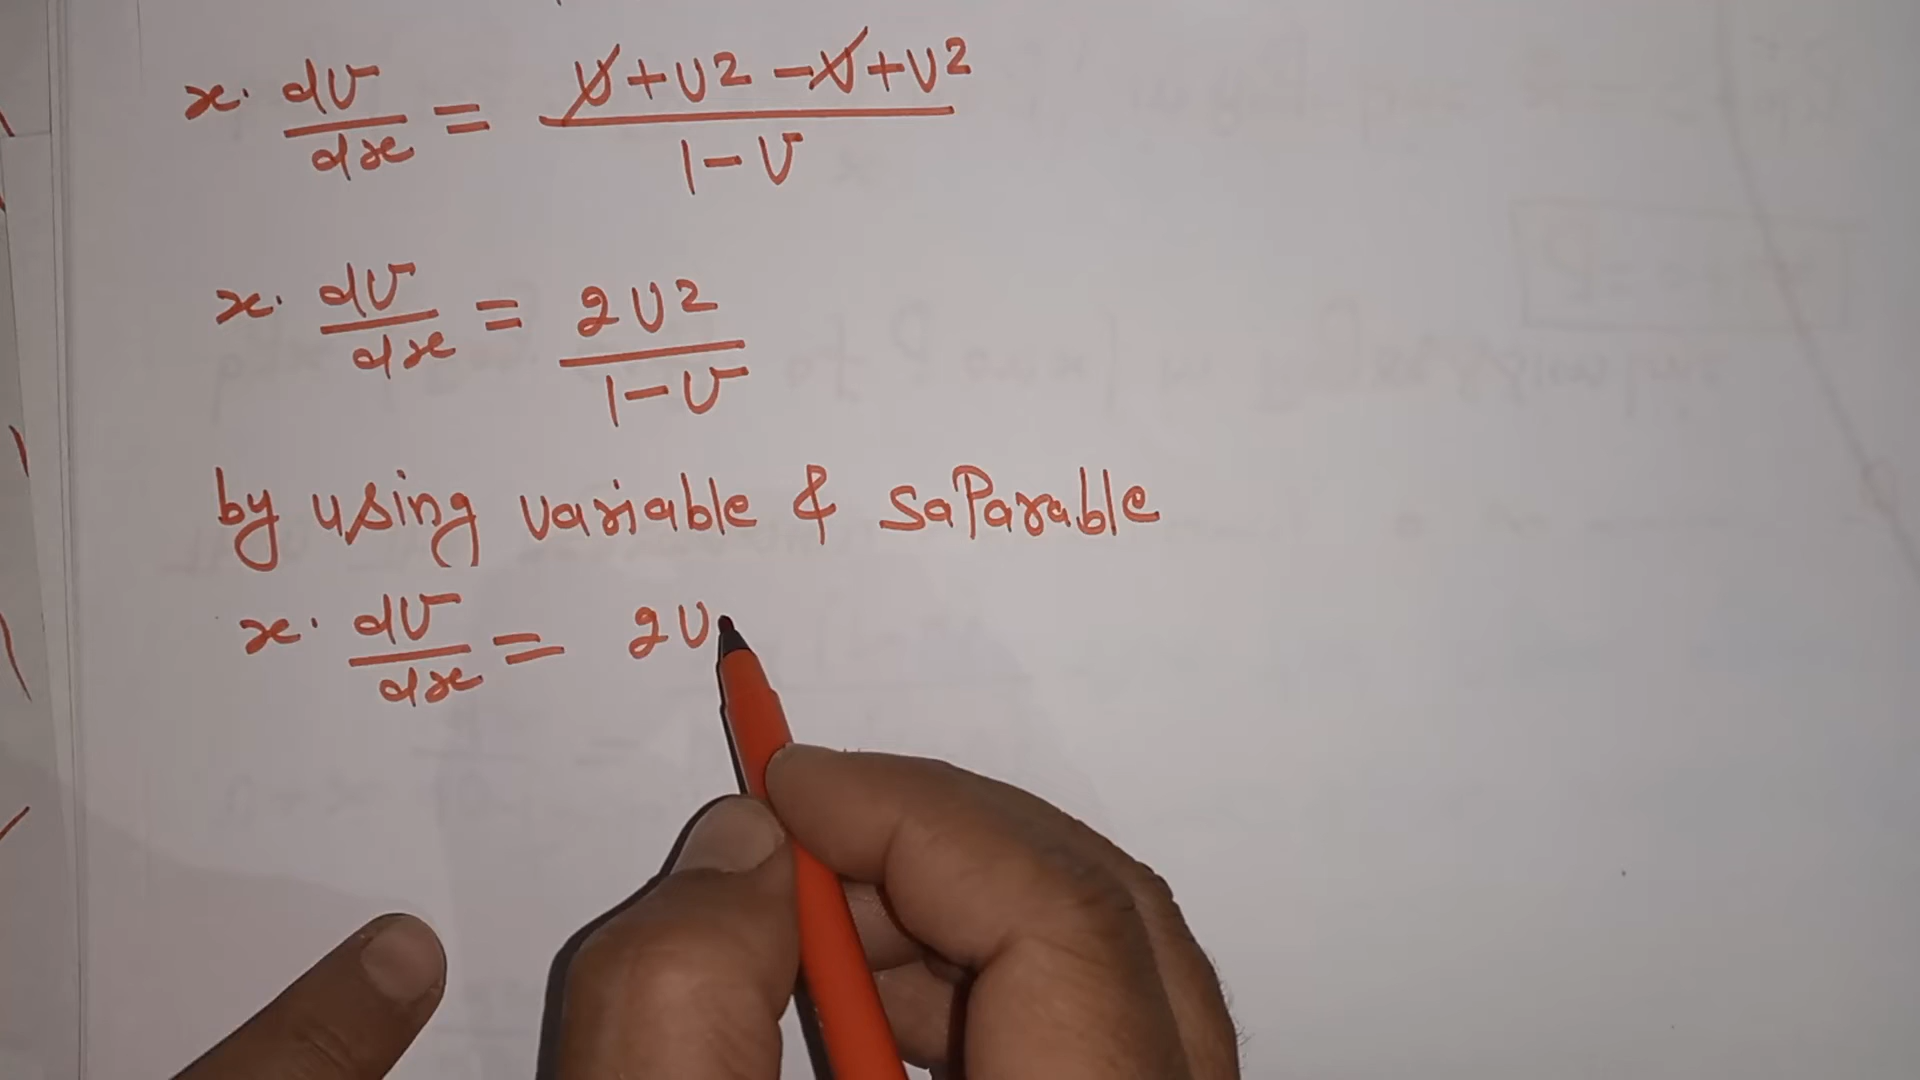 x. dv/dx = v+v2 -v+v2 / 1-v
x. dv/dx = 2v2 / 1-v
by using variable & saParable
x. dv/dx = 2v